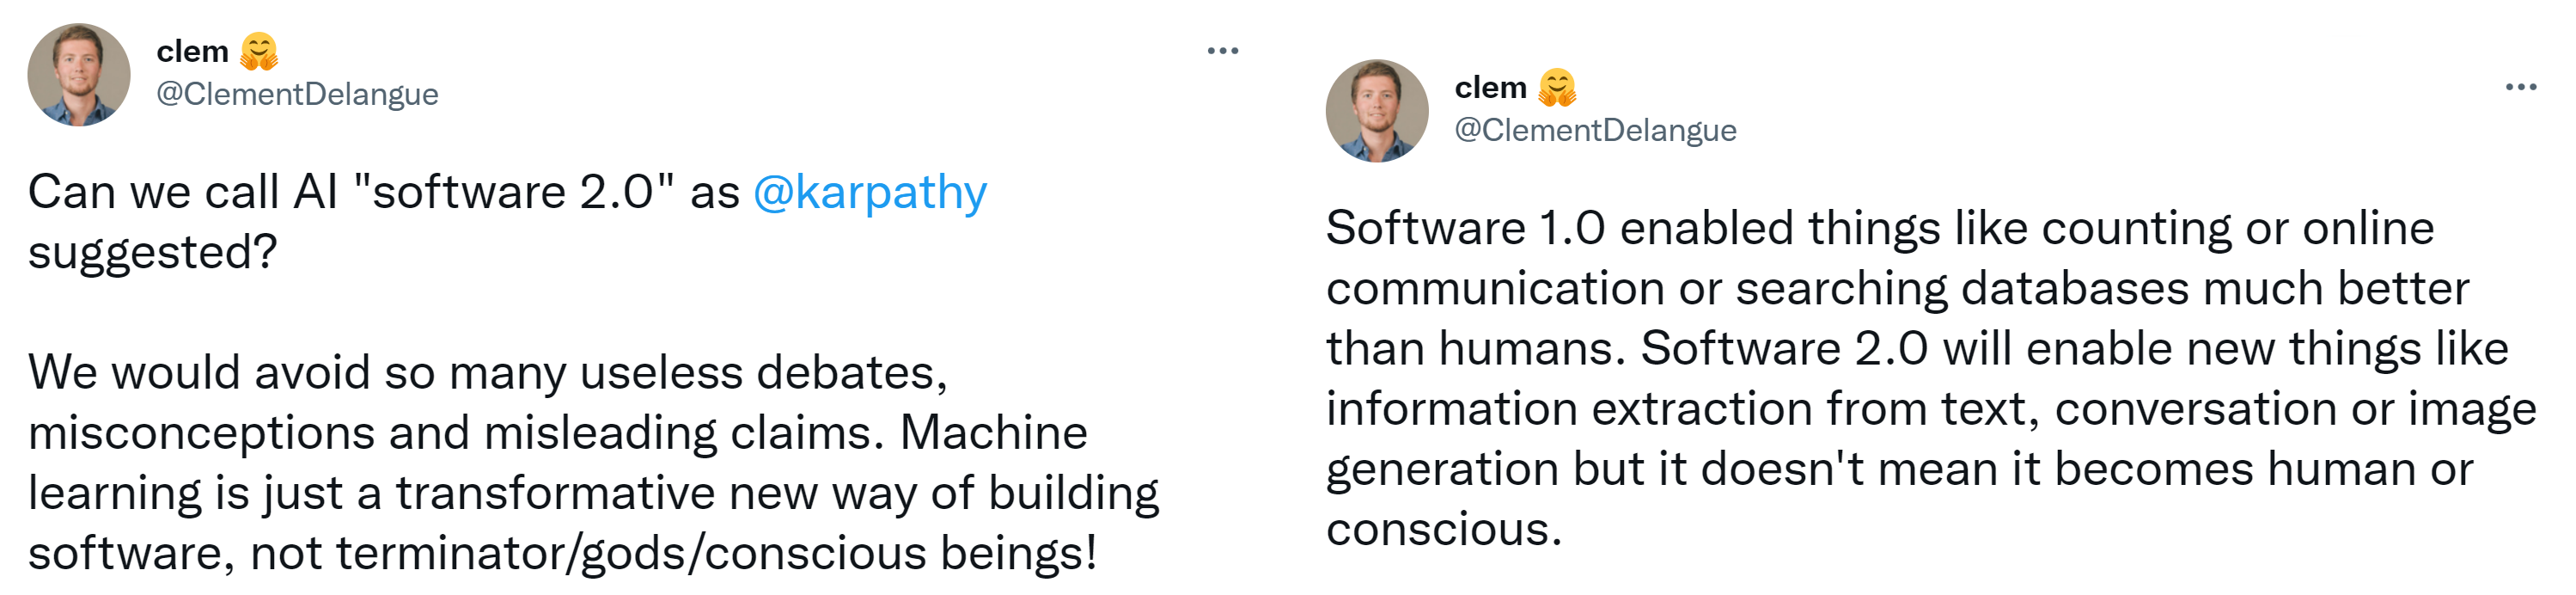 clem 🤗
@ClementDelangue
Can we call AI "software 2.0" as @karpathy
suggested?
We would avoid so many useless debates,
misconceptions and misleading claims. Machine
learning is just a transformative new way of building
software, not terminator/gods/conscious beings!
clem 🤗
@ClementDelangue
Software 1.0 enabled things like counting or online
communication or searching databases much better
than humans. Software 2.0 will enable new things like
information extraction from text, conversation or image
generation but it doesn't mean it becomes human or
conscious.